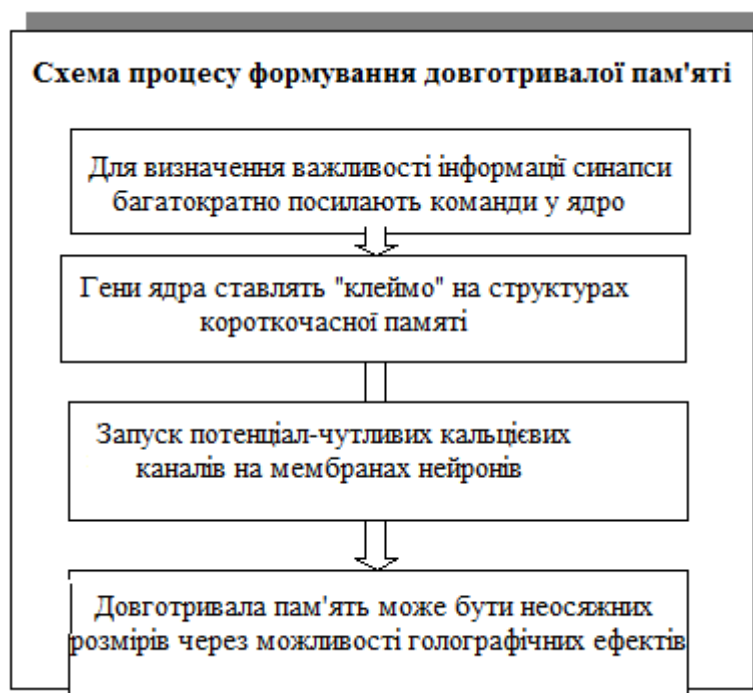 Схема процесу формування довготривалої пам'яті
Для визначення важливості інформації синапси
багатократно посилають команди у ядро
Гени ядра ставлять "клеймо" на структурах
короткочасної памяті
Запуск потенціал-чутливих кальцієвих
каналів на мембранах нейронів
Довготривала пам'ять може бути неосяжних
розмірів через можливості голографічних ефектів